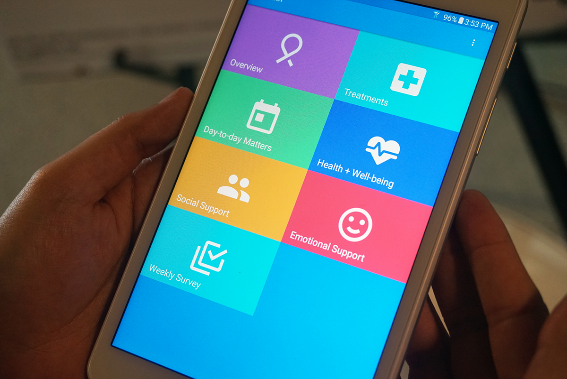 96% 3:53 PM
Overview
Treatments
Day-to-day Matters
Health + Well-being
Social Support
Emotional Support
Weekly Survey